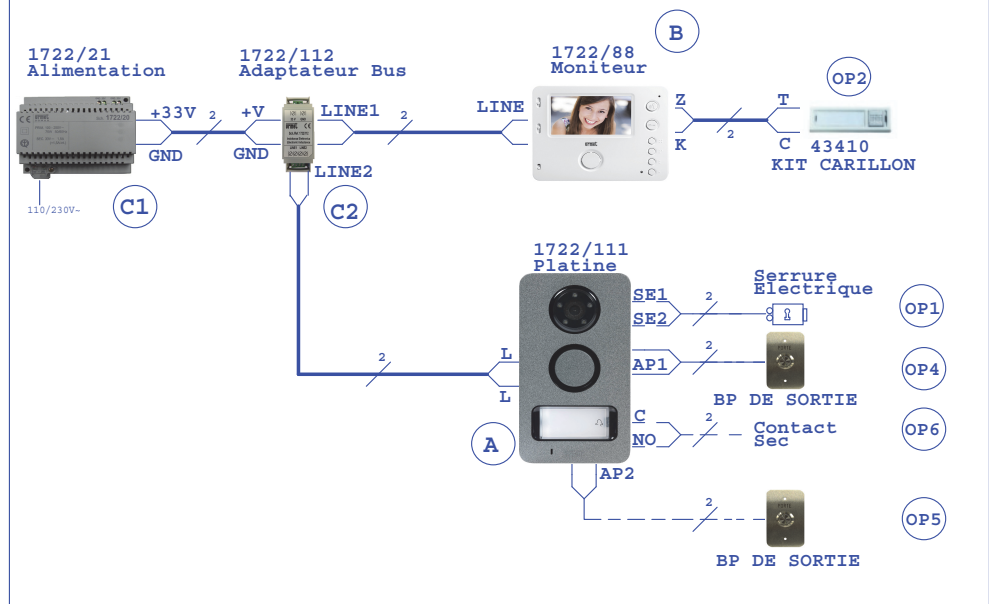 B
1722/21
Alimentation
1722/112
Adaptateur Bus
1722/88
Moniteur
OP2
+33V
2
+V
LINE1
2
LINE
Z
2
T
GND
GND
K
C
43410
KIT CARILLON
LINE2
110/230V~
C1
C2
1722/111
Platine
Serrure
Electrique
SE1
2
SE2
OP1
2
L
L
AP1
2
BP DE SORTIE
OP4
A
C
NO
2
Contact
Sec
OP6
AP2
2
OP5
BP DE SORTIE